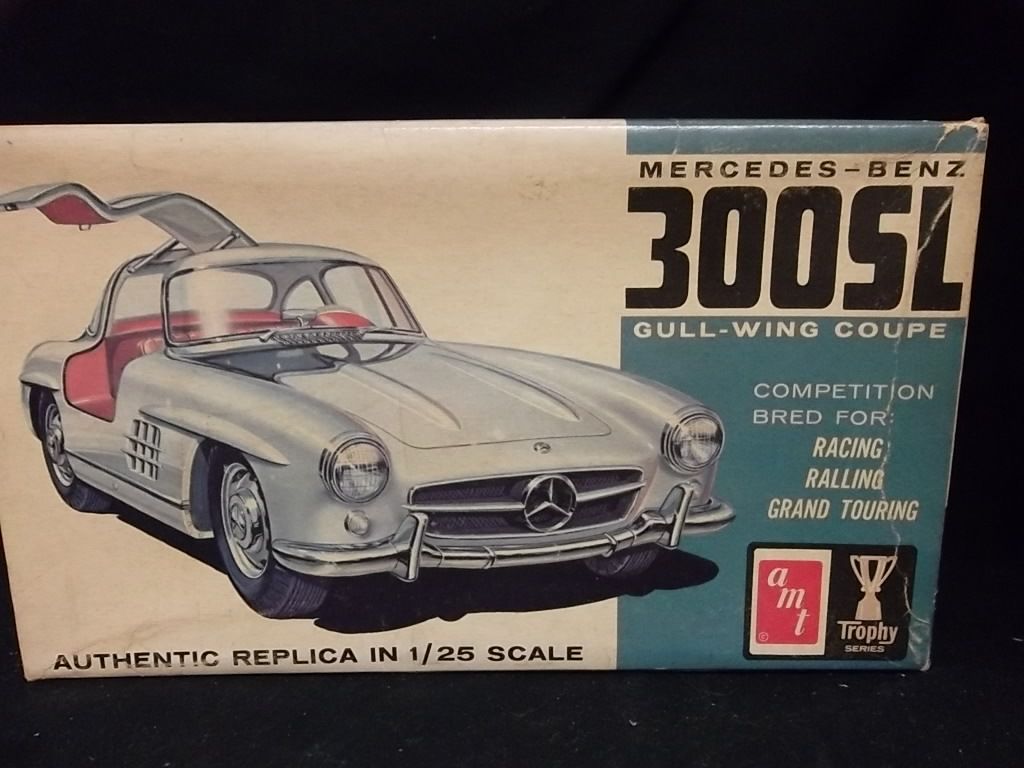 MERCEDES-BENZ
300SL
GULL-WING COUPE
COMPETITION
BRED FOR:
RACING
RALLING
GRAND TOURING
amt
©
Trophy
SERIES
AUTHENTIC REPLICA IN 1/25 SCALE